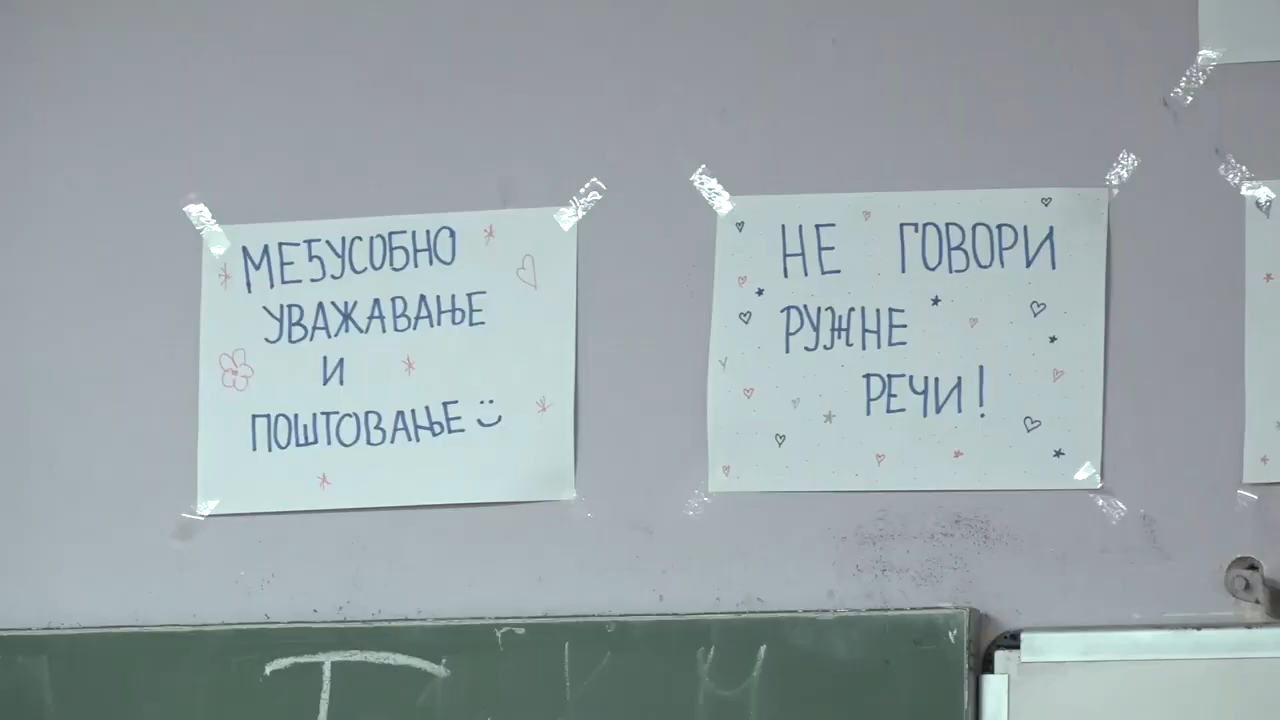 МЕЂУСОБНО
УВАЖАВАЊЕ
И
ПОШТОВАЊЕ
НЕ ГОВОРИ
РУЖНЕ
РЕЧИ!